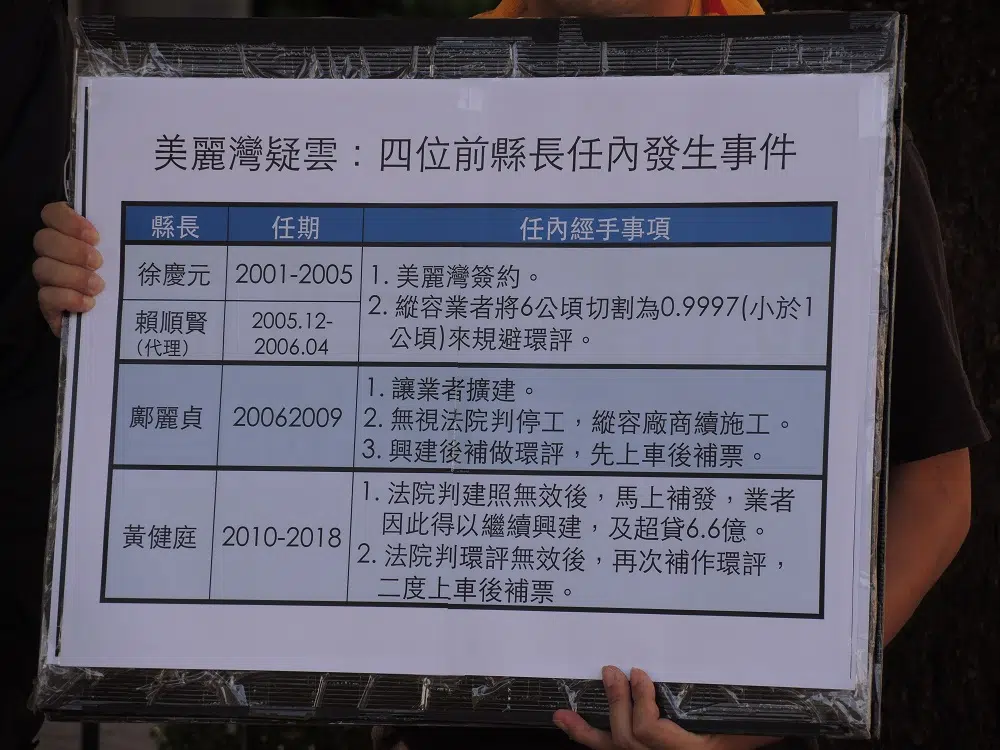 美麗灣疑雲：四位前縣長任內發生事件
縣長 任期 任內經手事項
徐慶元 2001-2005
賴順賢 2005.12-
(代理) 2006.04
1. 美麗灣簽約。
2. 縱容業者將6公頃切割為0.9997(小於1
公頃)來規避環評。
鄺麗貞 20062009
1. 讓業者擴建。
2. 無視法院判停工，縱容廠商續施工。
3. 興建後補做環評，先上車後補票。
黃健庭 2010-2018
1. 法院判建照無效後，馬上補發，業者
因此得以繼續興建，及超貸6.6億。
2. 法院判環評無效後，再次補作環評，
二度上車後補票。